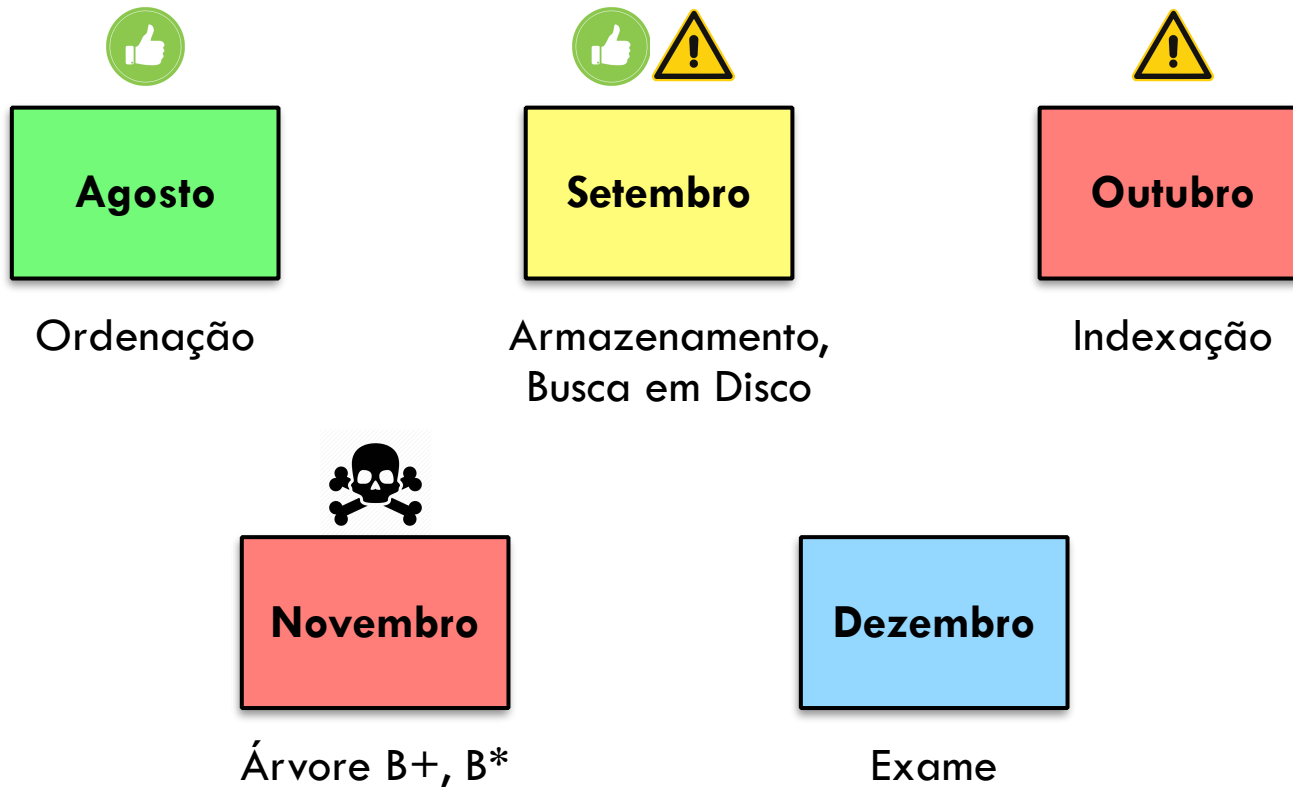 Agosto
Setembro
Outubro
Ordenação
Armazenamento,
Busca em Disco
Indexação
Novembro
Dezembro
Árvore B+, B*
Exame